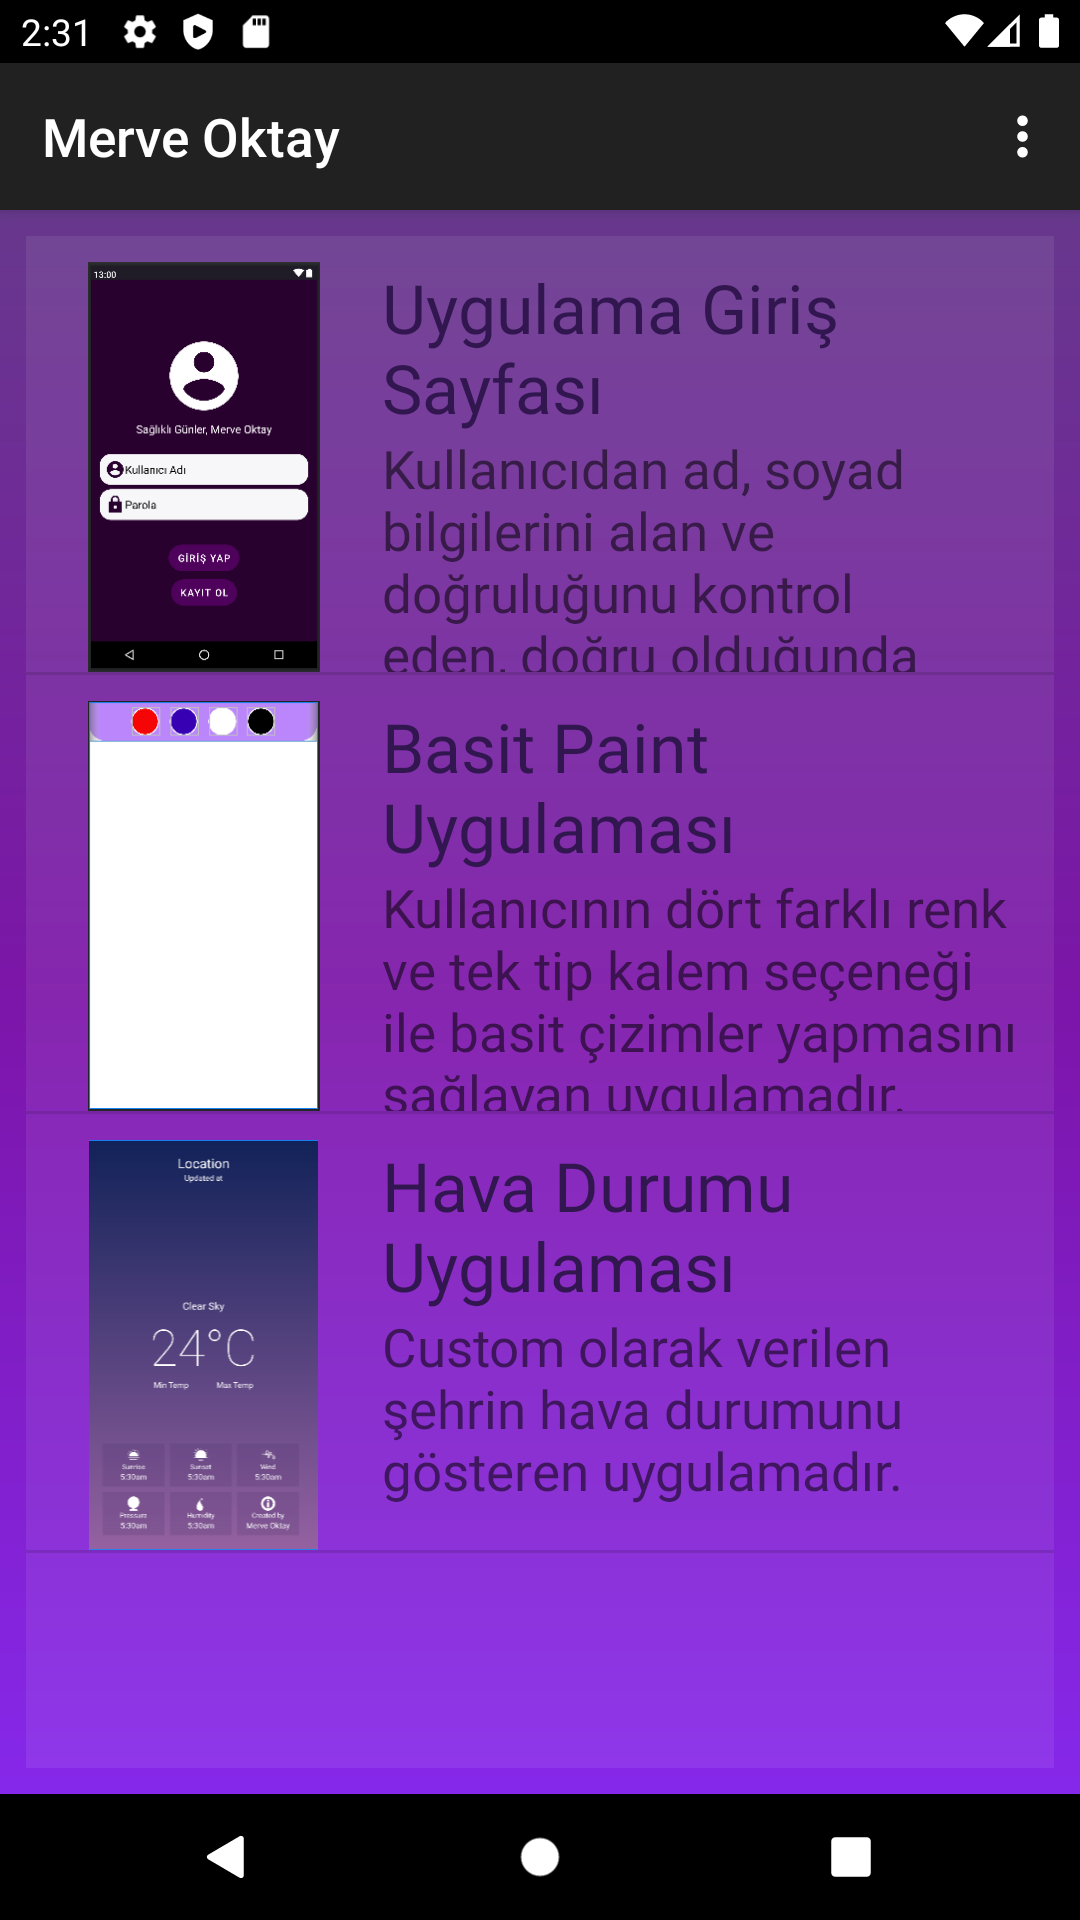 2:31
Merve Oktay
13:00
Sağlıklı Günler, Merve Oktay
Kullanıcı Adı
Parola
GİRİŞ YAP
KAYIT OL
Uygulama Giriş
Sayfası
Kullanıcıdan ad, soyad
bilgilerini alan ve
doğruluğunu kontrol
eden, doğru olduğunda
Basit Paint
Uygulaması
Kullanıcının dört farklı renk
ve tek tip kalem seçeneği
ile basit çizimler yapmasını
sağlayan uygulamadır.
Location
Updated at
Clear Sky
24°C
Min Temp Max Temp
Sunrise Sunset Wind
5:30am 5:30am 5:30am
Pressure Humidity Created by
5:30am 5:30am Merve Oktay
Hava Durumu
Uygulaması
Custom olarak verilen
şehrin hava durumunu
gösteren uygulamadır.